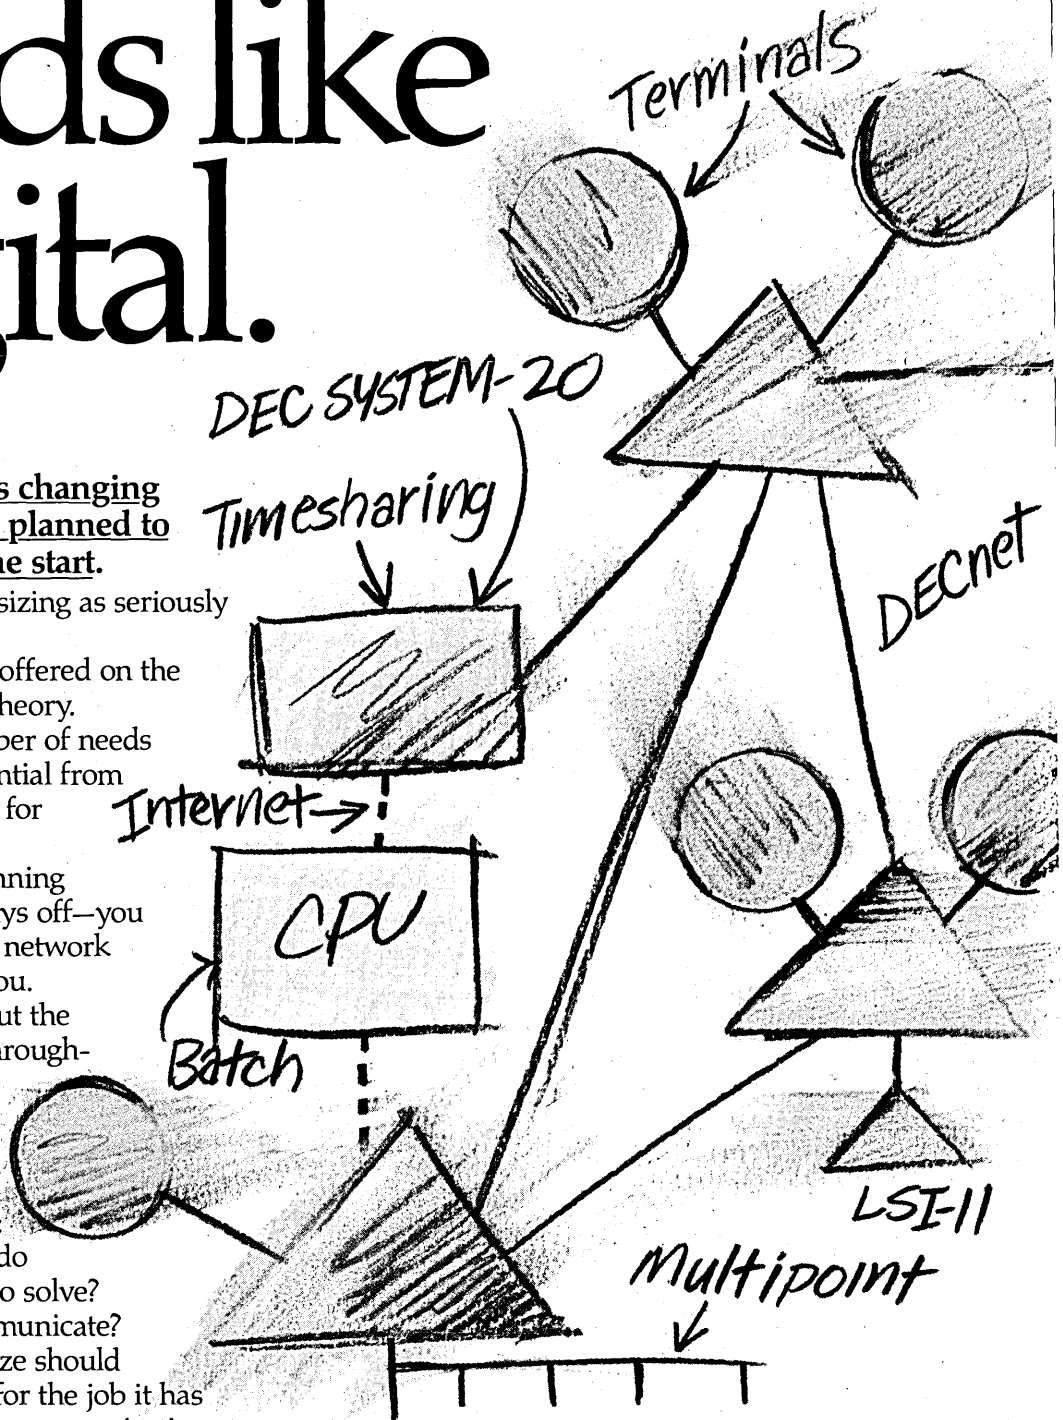 ds like
ital.
Terminals
DEC SYSTEM-20
Timesharing
DECnet
s changing
planned to
e start.
sizing as seriously
offered on the
heory.
ber of needs
ntial from
for
Internet
CPU
Batch
nning
ys off—you
network
ou.
ut the
rough-
LSI-11
Multipoint
do
o solve?
municate?
ze should
for the job it has